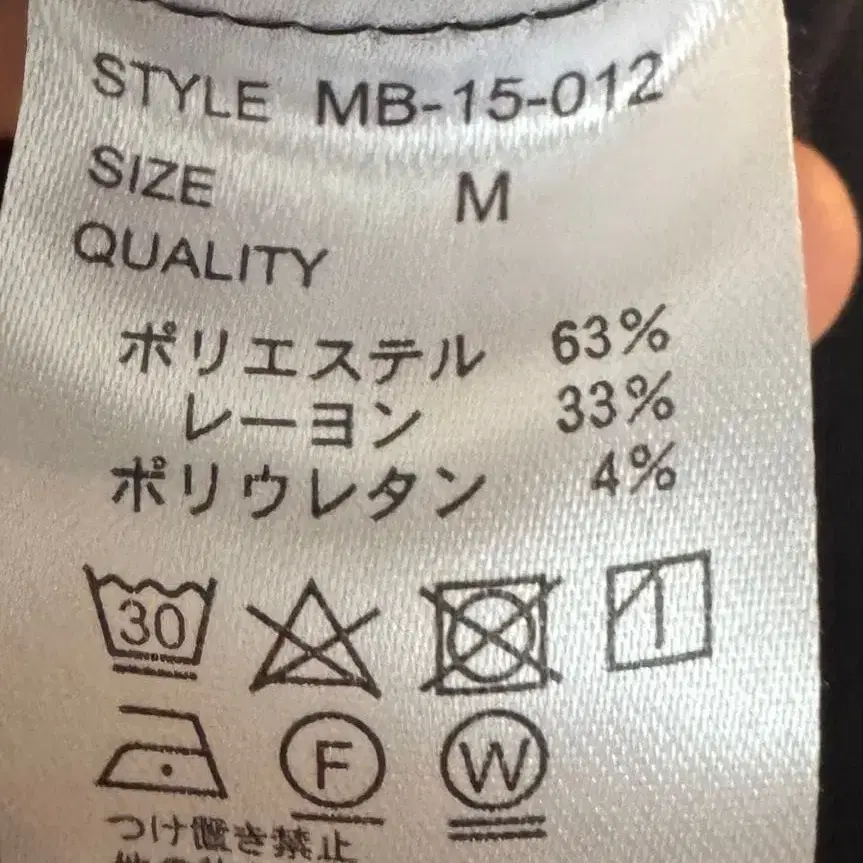 STYLE MB-15-012
SIZE M
QUALITY
ポリエステル 63%
レーヨン 33%
ポリウレタン 4%
30
F W
つけ置き禁止